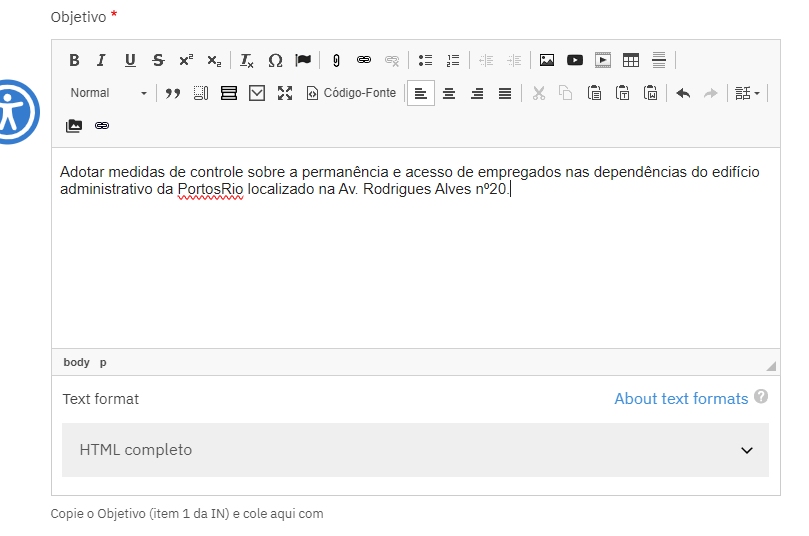 Objetivo *
Normal
Código-Fonte
Adotar medidas de controle sobre a permanência e acesso de empregados nas dependências do edifício
administrativo da PortosRio localizado na Av. Rodrigues Alves nº20.
body p
Text format
About text formats ?
HTML completo
Copie o Objetivo (item 1 da IN) e cole aqui com